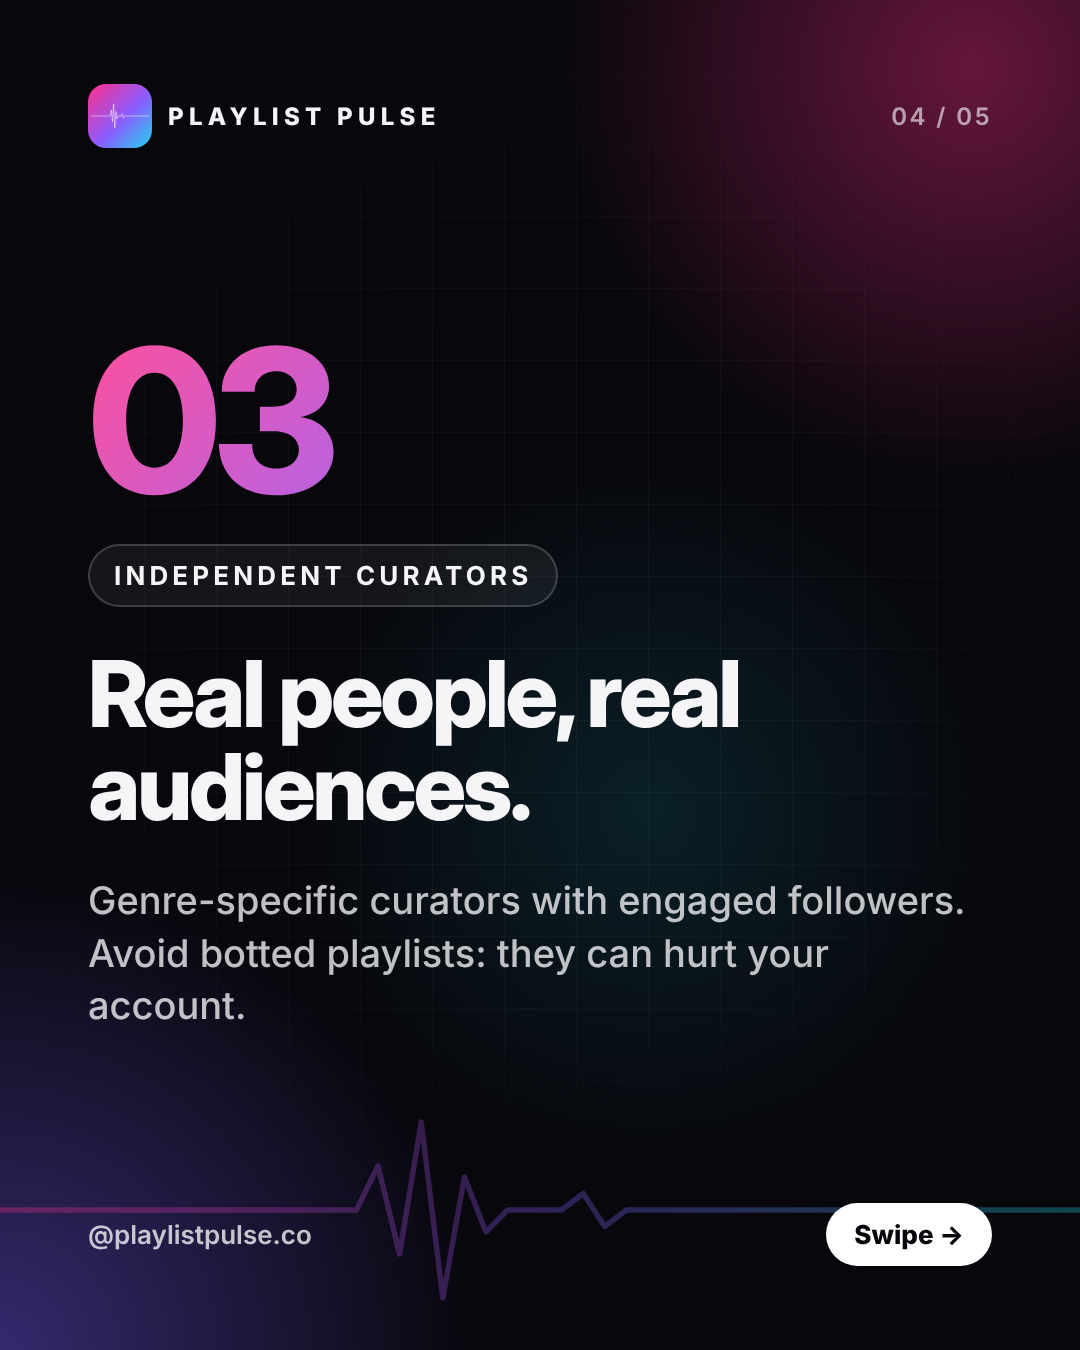 PLAYLIST PULSE
04 / 05
03
INDEPENDENT CURATORS
Real people, real
audiences.
Genre-specific curators with engaged followers.
Avoid botted playlists: they can hurt your
account.
@playlistpulse.co
Swipe →